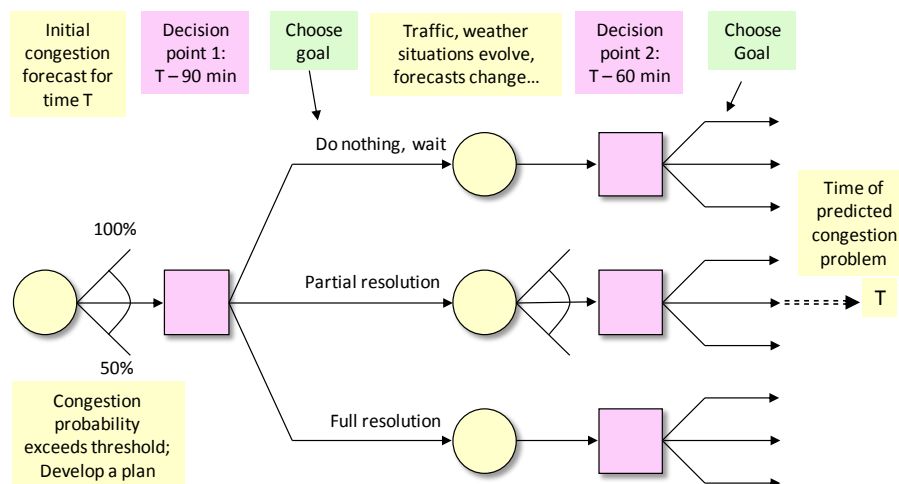 Initial
congestion
forecast for
time T
Decision
point 1:
T – 90 min
Choose
goal
Traffic, weather
situations evolve,
forecasts change…
Decision
point 2:
T – 60 min
Choose
Goal
Do nothing, wait
Time of
predicted
congestion
problem
100%
Partial resolution
T
50%
Congestion
probability
exceeds threshold;
Develop a plan
Full resolution